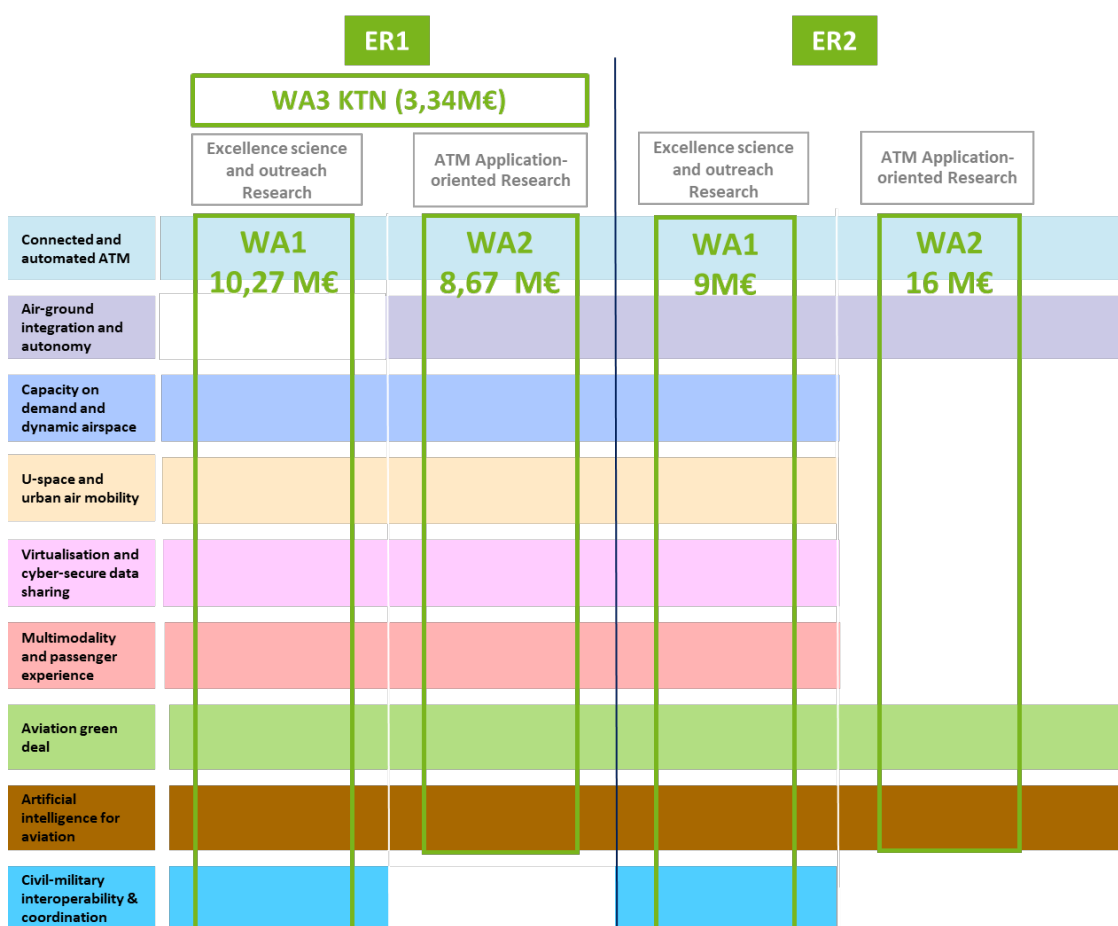 ER1
ER2
WA3 KTN (3,34M€)
Excellence science
and outreach
Research
ATM Application-
oriented Research
Excellence science
and outreach
Research
ATM Application-
oriented Research
Connected and
automated ATM
WA1
10,27 M€
WA2
8,67 M€
WA1
9M€
WA2
16 M€
Air-ground
integration and
autonomy
Capacity on
demand and
dynamic airspace
U-space and
urban air mobility
Virtualisation and
cyber-secure data
sharing
Multimodality
and passenger
experience
Aviation green
deal
Artificial
intelligence for
aviation
Civil-military
interoperability &
coordination